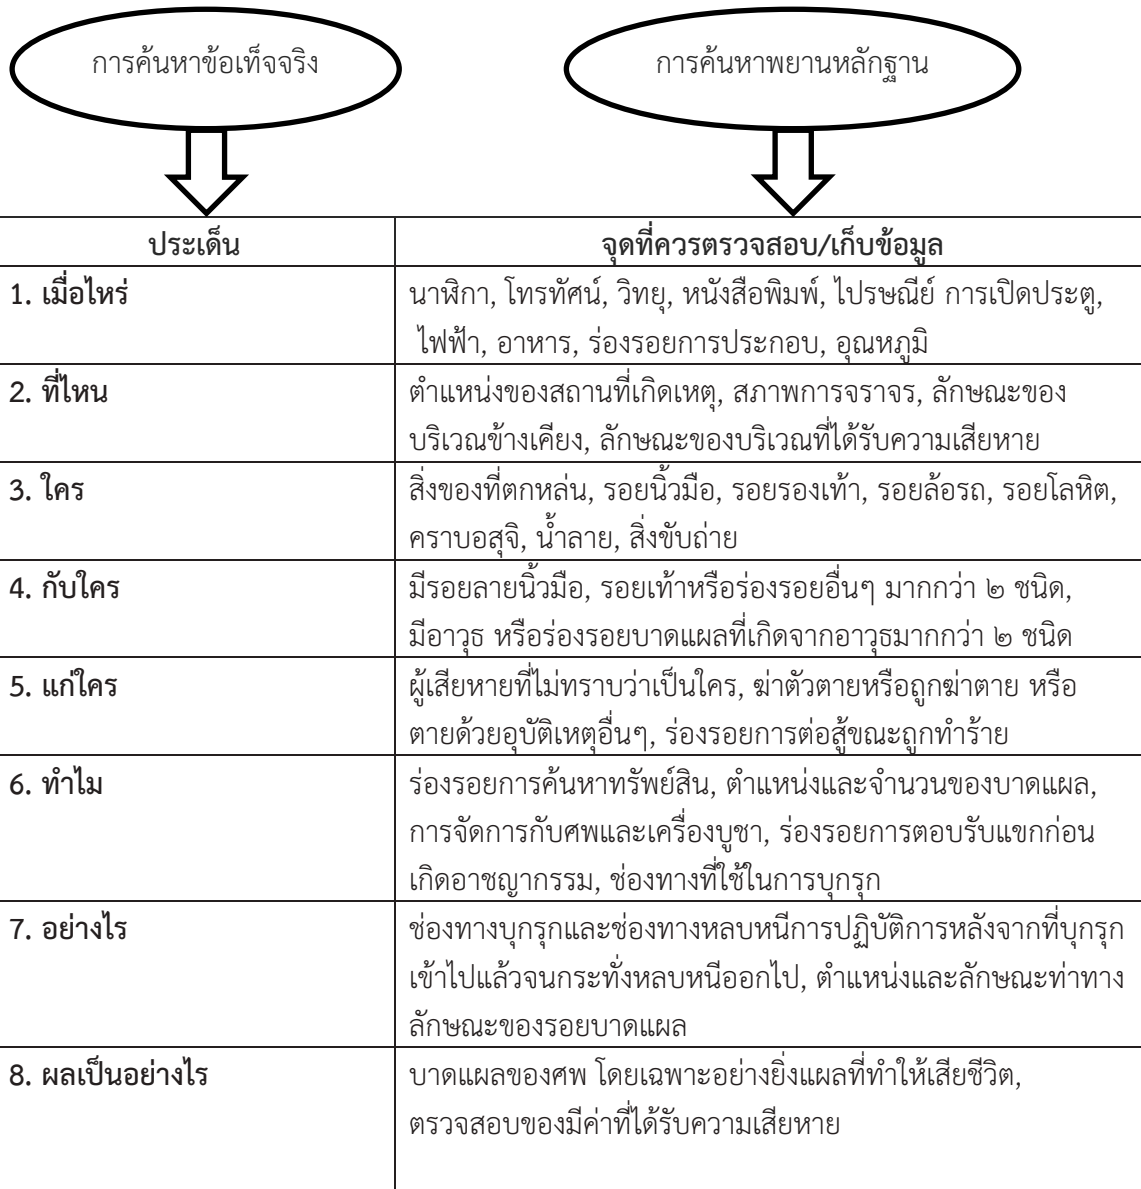 การค้นหาข้อเท็จจริง
การค้นหาพยานหลักฐาน
ประเด็น
จุดที่ควรตรวจสอบ/เก็บข้อมูล
1. เมื่อไหร่
นาฬิกา, โทรทัศน์, วิทยุ, หนังสือพิมพ์, ไปรษณีย์ การเปิดประตู,
ไฟฟ้า, อาหาร, ร่องรอยการประกอบ, อุณหภูมิ
2. ที่ไหน
ตำแหน่งของสถานที่เกิดเหตุ, สภาพการจราจร, ลักษณะของ
บริเวณข้างเคียง, ลักษณะของบริเวณที่ได้รับความเสียหาย
3. ใคร
สิ่งของที่ตกหล่น, รอยนิ้วมือ, รอยรองเท้า, รอยล้อรถ, รอยโลหิต,
คราบอสุจิ, น้ำลาย, สิ่งขับถ่าย
4. กับใคร
มีรอยลายนิ้วมือ, รอยเท้าหรือร่องรอยอื่นๆ มากกว่า ๒ ชนิด,
มีอาวุธ หรือร่องรอยบาดแผลที่เกิดจากอาวุธมากกว่า ๒ ชนิด
5. แก่ใคร
ผู้เสียหายที่ไม่ทราบว่าเป็นใคร, ฆ่าตัวตายหรือถูกฆ่าตาย หรือ
ตายด้วยอุบัติเหตุอื่นๆ, ร่องรอยการต่อสู้ขณะถูกทำร้าย
6. ทำไม
ร่องรอยการค้นหาทรัพย์สิน, ตำแหน่งและจำนวนของบาดแผล,
การจัดการกับศพและเครื่องบูชา, ร่องรอยการตอบรับแขกก่อน
เกิดอาชญากรรม, ช่องทางที่ใช้ในการบุกรุก
7. อย่างไร
ช่องทางบุกรุกและช่องทางหลบหนีการปฏิบัติการหลังจากที่บุกรุก
เข้าไปแล้วจนกระทั่งหลบหนีออกไป, ตำแหน่งและลักษณะท่าทาง
ลักษณะของรอยบาดแผล
8. ผลเป็นอย่างไร
บาดแผลของศพ โดยเฉพาะอย่างยิ่งแผลที่ทำให้เสียชีวิต,
ตรวจสอบของมีค่าที่ได้รับความเสียหาย